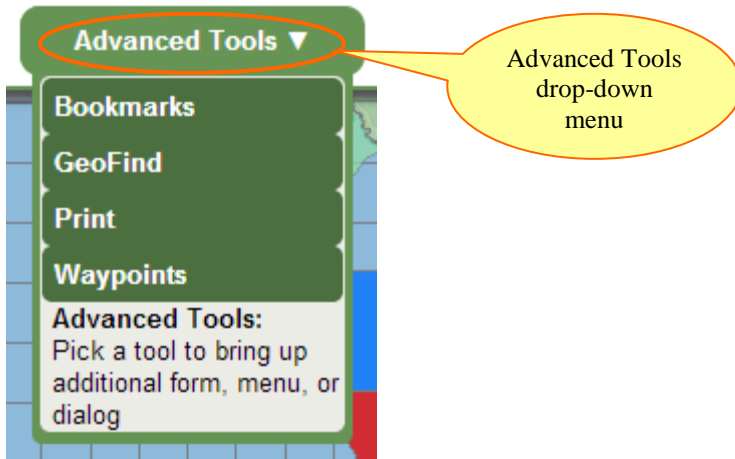 Advanced Tools ▼
Bookmarks
GeoFind
Print
Waypoints
Advanced Tools:
Pick a tool to bring up
additional form, menu, or
dialog
Advanced Tools
drop-down
menu